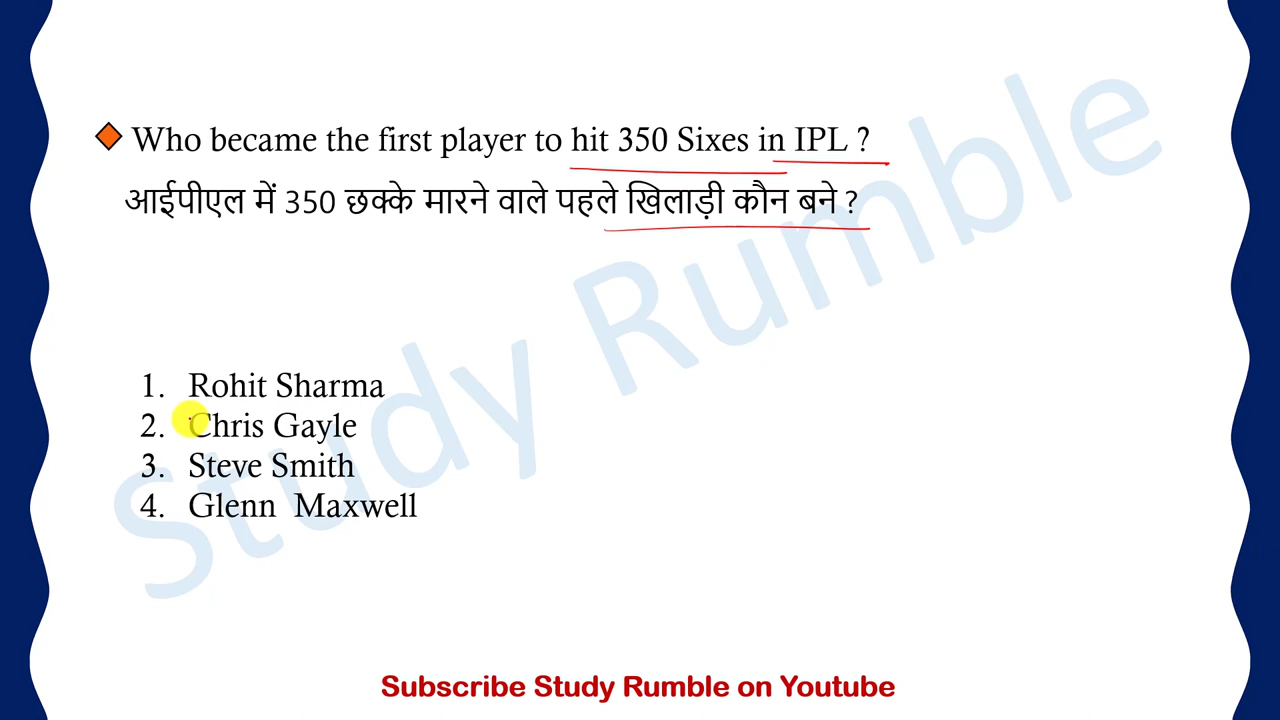 Who became the first player to hit 350 Sixes in IPL ?
आईपीएल में 350 छक्के मारने वाले पहले खिलाड़ी कौन बने ?
1. Rohit Sharma
2. Chris Gayle
3. Steve Smith
4. Glenn Maxwell
Study Rumble
Subscribe Study Rumble on Youtube